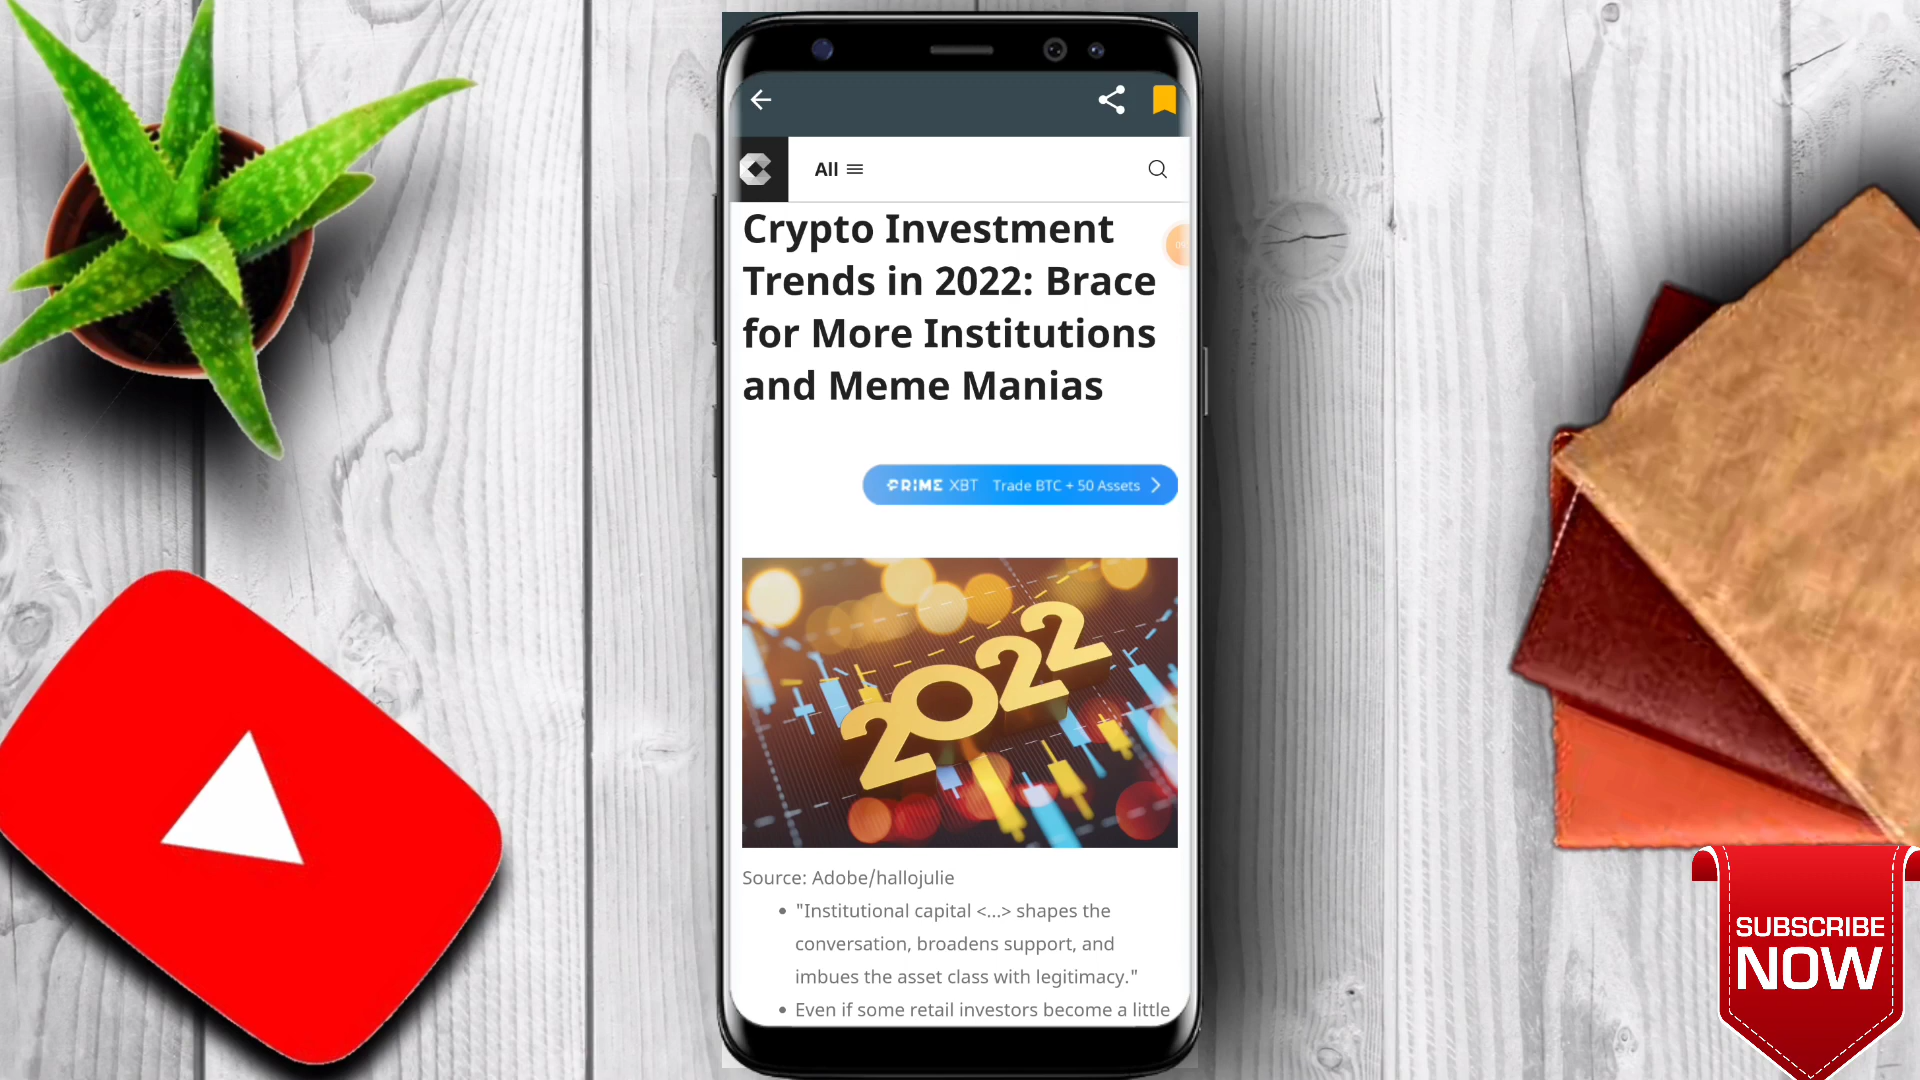 All
Crypto Investment
Trends in 2022: Brace
for More Institutions
and Meme Manias
PRIME XBT Trade BTC + 50 Assets
2022
Source: Adobe/hallojulie
• "Institutional capital <...> shapes the
conversation, broadens support, and
imbues the asset class with legitimacy."
• Even if some retail investors become a little
SUBSCRIBE
NOW